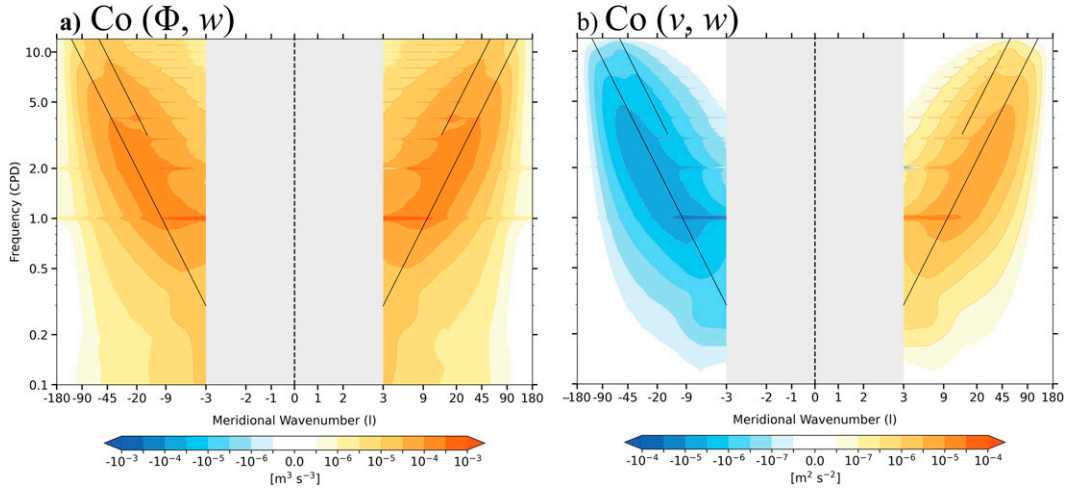 a) Co (Φ, w)
b) Co (v, w)
Frequency (CPD)
10.0
5.0
2.0
1.0
0.5
0.2
0.1
-180 -90 -45 -20 -9 -3 -2 -1 0 1 2 3 9 20 45 90 180
Meridional Wavenumber (l)
-10⁻³ -10⁻⁴ -10⁻⁵ -10⁻⁶ 0.0 10⁻⁶ 10⁻⁵ 10⁻⁴ 10⁻³
[m³ s⁻³]
-180 -90 -45 -20 -9 -3 -2 -1 0 1 2 3 9 20 45 90 180
Meridional Wavenumber (l)
-10⁻⁴ -10⁻⁵ -10⁻⁶ -10⁻⁷ 0.0 10⁻⁷ 10⁻⁶ 10⁻⁵ 10⁻⁴
[m² s⁻²]